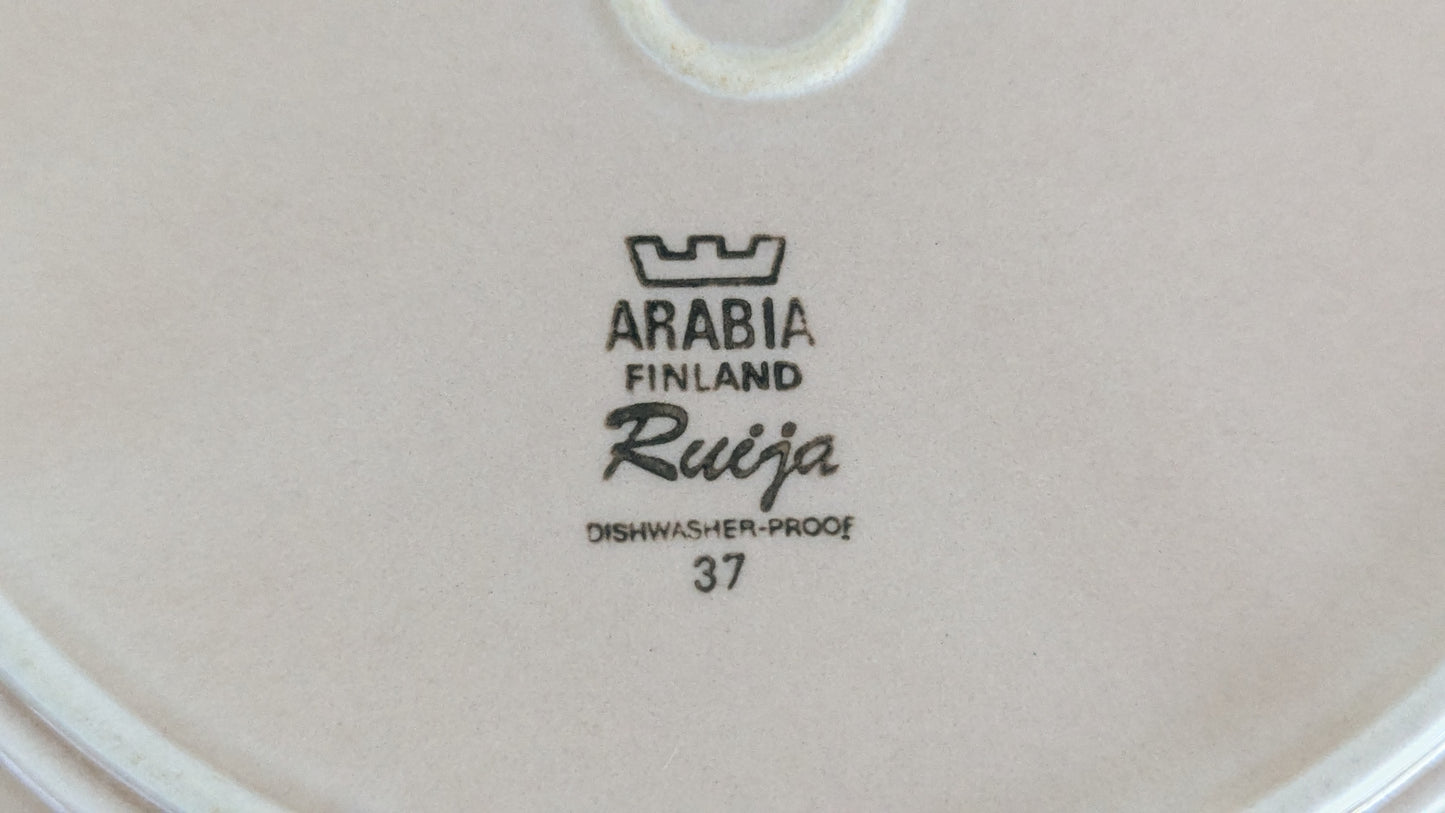 ARABIA
FINLAND
Ruija
DISHWASHER-PROOF
37